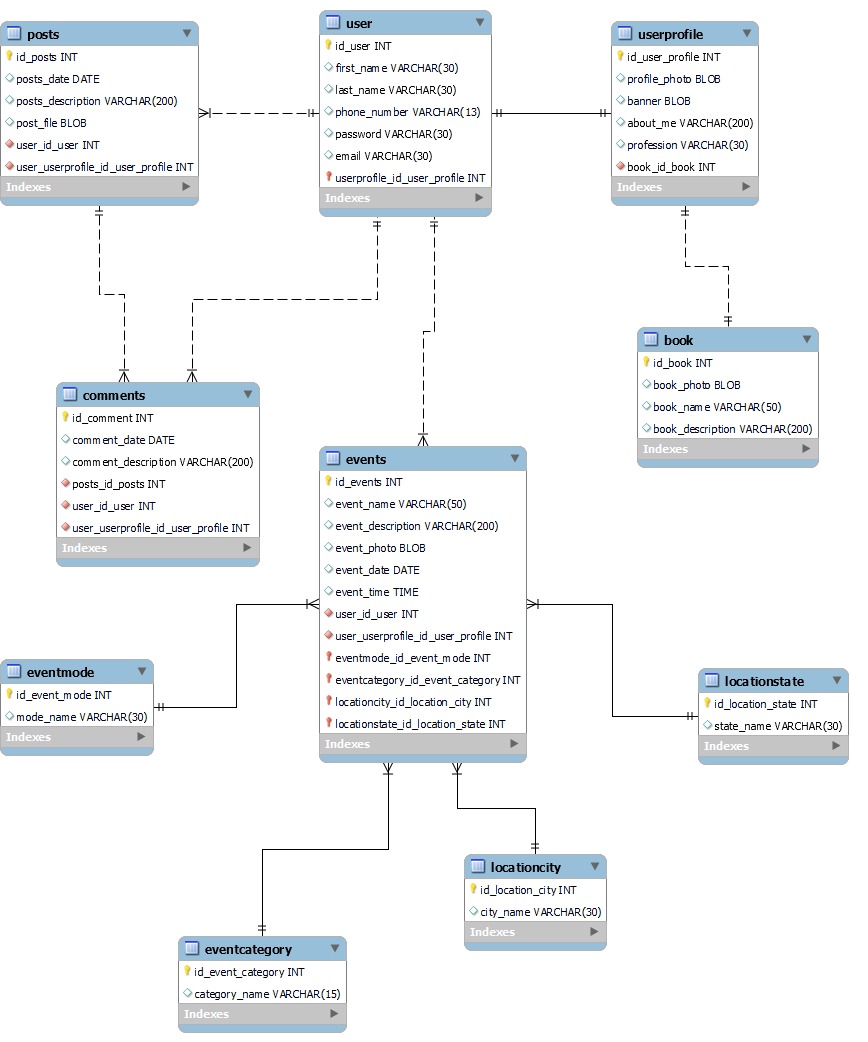 posts
id_posts INT
posts_date DATE
posts_description VARCHAR(200)
post_file BLOB
user_id_user INT
user_userprofile_id_user_profile INT
Indexes
user
id_user INT
first_name VARCHAR(30)
last_name VARCHAR(30)
phone_number VARCHAR(13)
password VARCHAR(30)
email VARCHAR(30)
userprofile_id_user_profile INT
Indexes
userprofile
id_user_profile INT
profile_photo BLOB
banner BLOB
about_me VARCHAR(200)
profession VARCHAR(30)
book_id_book INT
Indexes
book
id_book INT
book_photo BLOB
book_name VARCHAR(50)
book_description VARCHAR(200)
Indexes
comments
id_comment INT
comment_date DATE
comment_description VARCHAR(200)
posts_id_posts INT
user_id_user INT
user_userprofile_id_user_profile INT
Indexes
events
id_events INT
event_name VARCHAR(50)
event_description VARCHAR(200)
event_photo BLOB
event_date DATE
event_time TIME
user_id_user INT
user_userprofile_id_user_profile INT
eventmode_id_event_mode INT
eventcategory_id_event_category INT
locationcity_id_location_city INT
locationstate_id_location_state INT
Indexes
eventmode
id_event_mode INT
mode_name VARCHAR(30)
Indexes
locationstate
id_location_state INT
state_name VARCHAR(30)
Indexes
locationcity
id_location_city INT
city_name VARCHAR(30)
Indexes
eventcategory
id_event_category INT
category_name VARCHAR(15)
Indexes